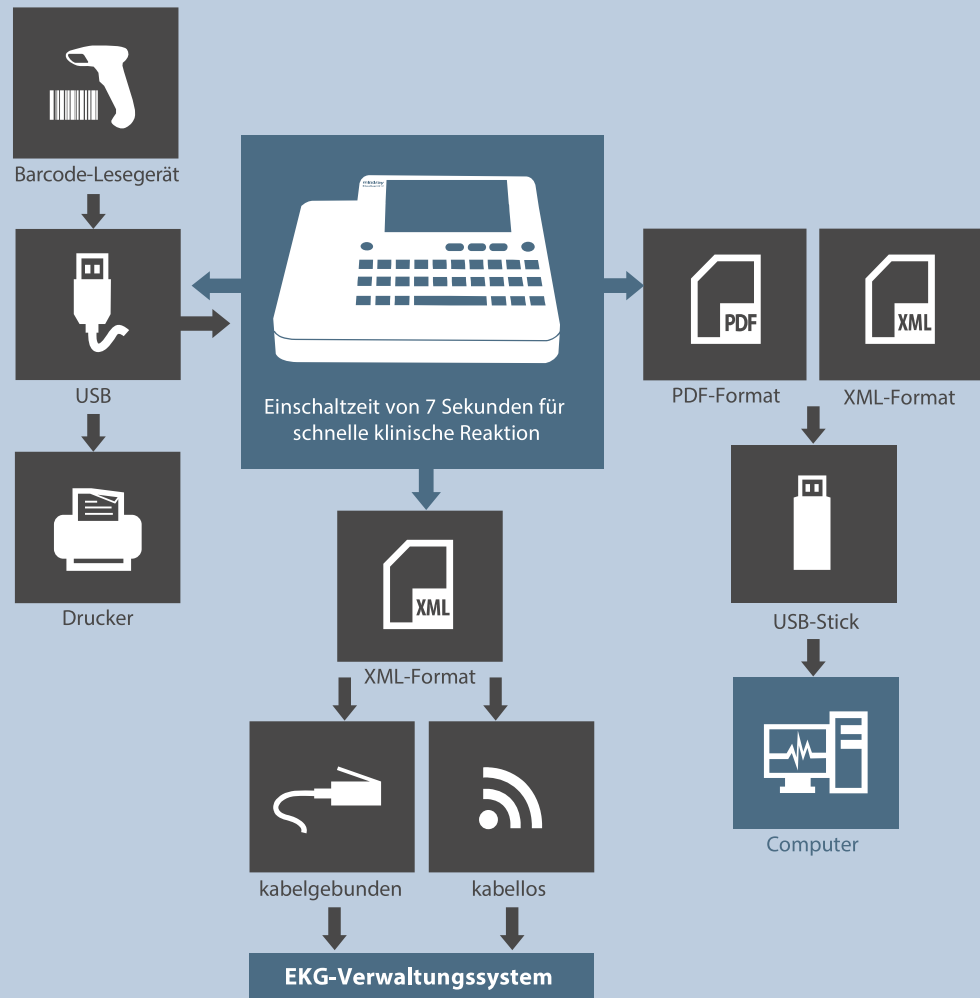 Barcode-Lesegerät
USB
Drucker
Einschaltzeit von 7 Sekunden für
schnelle klinische Reaktion
PDF
XML
PDF-Format
XML-Format
USB-Stick
Computer
XML
XML-Format
kabelgebunden
kabellos
EKG-Verwaltungssystem